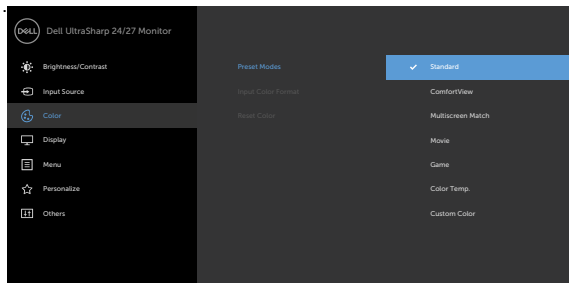 DELL Dell UltraSharp 24/27 Monitor
Brightness/Contrast Preset Modes Standard
Input Source Input Color Format ComfortView
Color Reset Color Multiscreen Match
Display Movie
Menu Game
Personalize Color Temp.
Others Custom Color